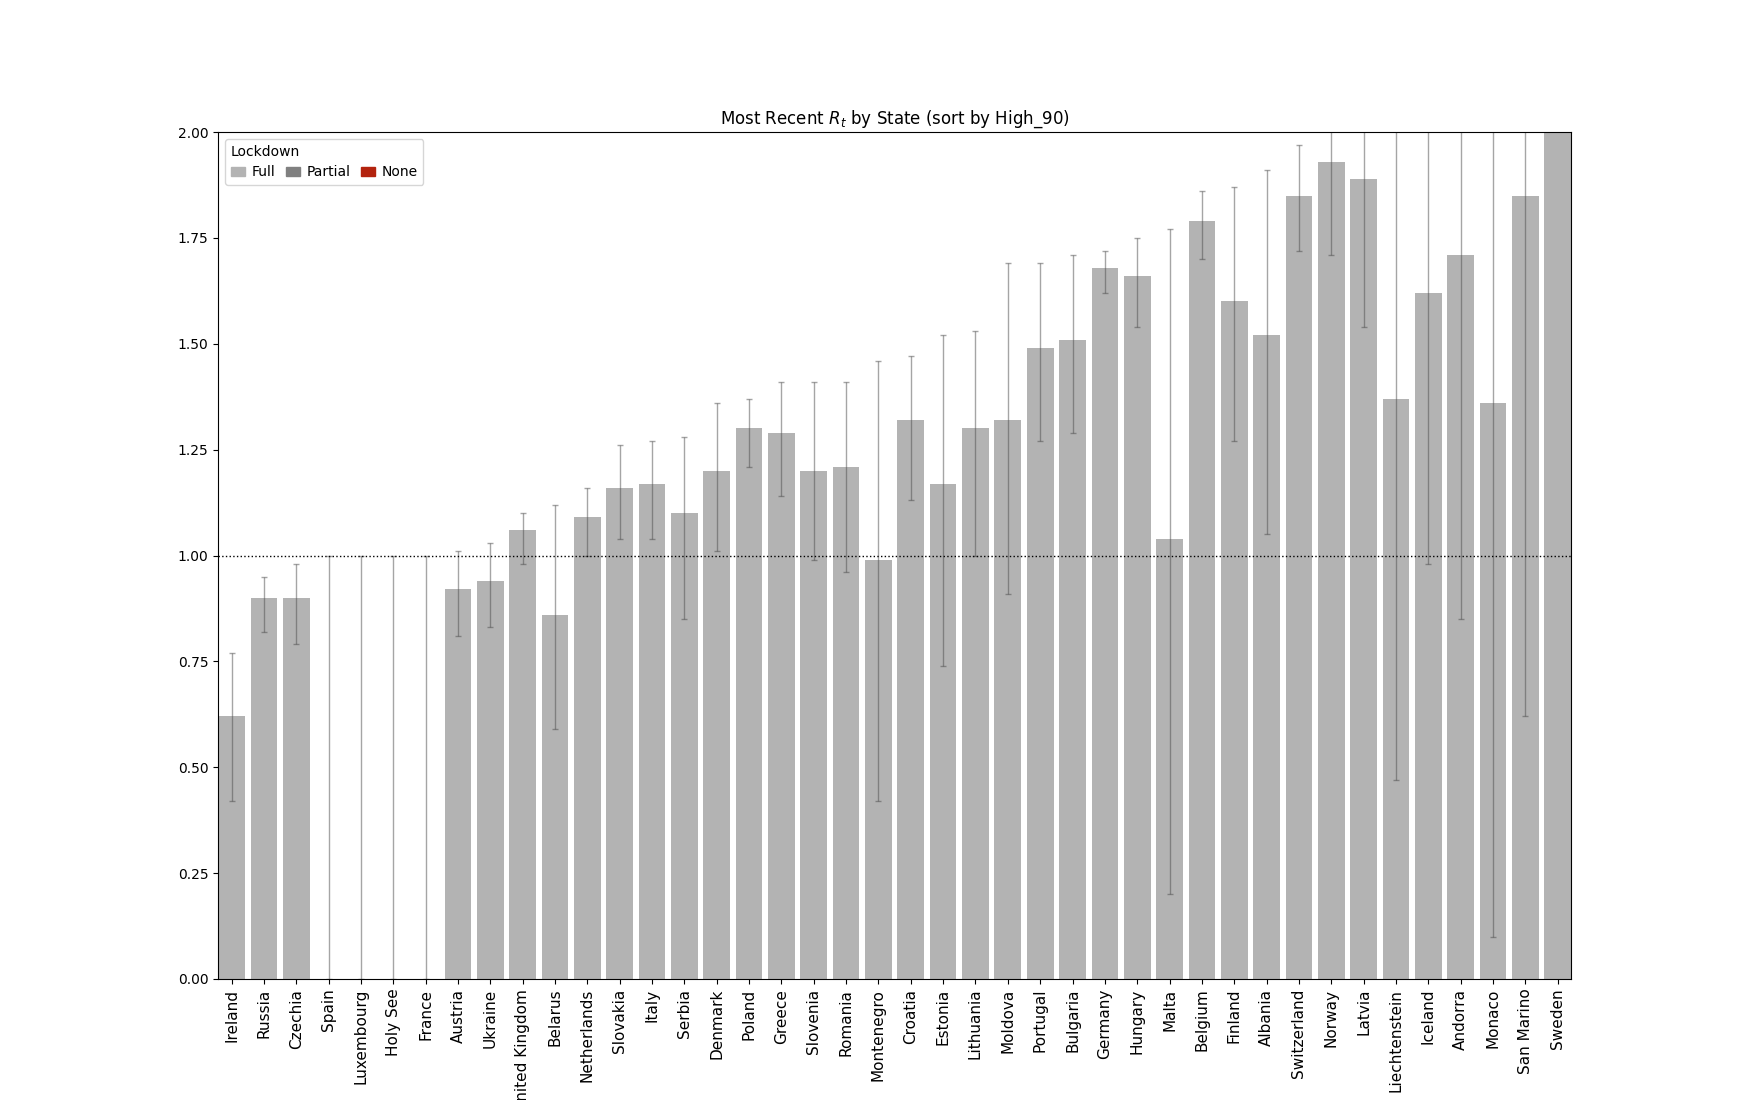 Most Recent R_t by State (sort by High_90)
Lockdown
Full Partial None
2.00
1.75
1.50
1.25
1.00
0.75
0.50
0.25
0.00
Ireland
Russia
Czechia
Spain
Luxembourg
Holy See
France
Austria
Ukraine
nited Kingdom
Belarus
Netherlands
Slovakia
Italy
Serbia
Denmark
Poland
Greece
Slovenia
Romania
Montenegro
Croatia
Estonia
Lithuania
Moldova
Portugal
Bulgaria
Germany
Hungary
Malta
Belgium
Finland
Albania
Switzerland
Norway
Latvia
Liechtenstein
Iceland
Andorra
Monaco
San Marino
Sweden